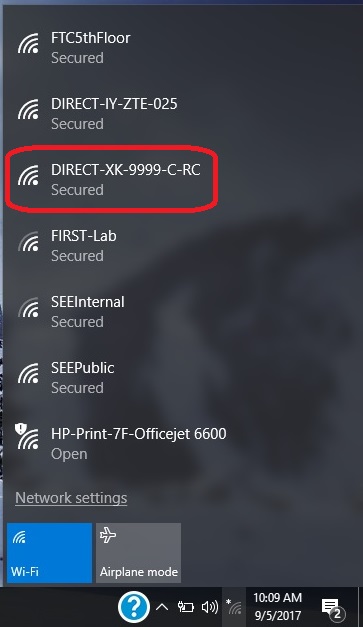 FTC5thFloor
Secured
DIRECT-IY-ZTE-025
Secured
DIRECT-XK-9999-C-RC
Secured
FIRST-Lab
Secured
SEEInternal
Secured
SEEPublic
Secured
HP-Print-7F-Officejet 6600
Open
Network settings
Wi-Fi
Airplane mode
10:09 AM
9/5/2017
2